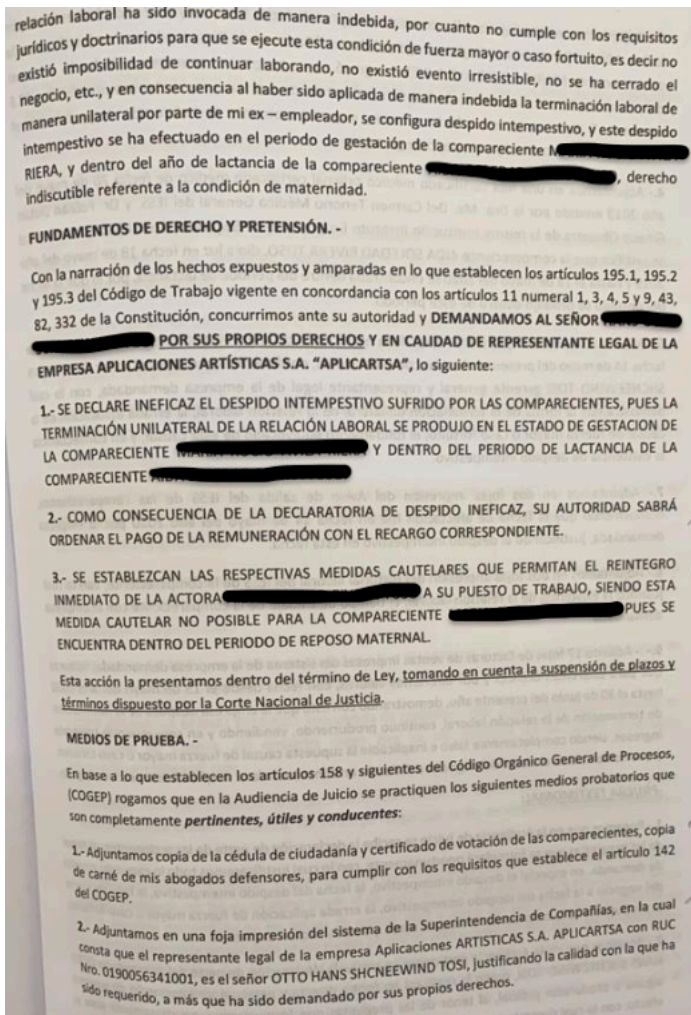 relación laboral ha sido invocada de manera indebida, por cuanto no cumple con los requisitos
jurídicos y doctrinarios para que se ejecute esta condición de fuerza mayor o caso fortuito, es decir no
existió imposibilidad de continuar laborando, no existió evento irresistible, no se ha cerrado el
negocio, etc., y en consecuencia al haber sido aplicada de manera indebida la terminación laboral de
manera unilateral por parte de mi ex – empleador, se configura despido intempestivo, y este despido
intempestivo se ha efectuado en el periodo de gestación de la compareciente M
RIERA, y dentro del año de lactancia de la compareciente , derecho
indiscutible referente a la condición de maternidad.
FUNDAMENTOS DE DERECHO Y PRETENSIÓN. -
Con la narración de los hechos expuestos y amparadas en lo que establecen los artículos 195.1, 195.2
y 195.3 del Código de Trabajo vigente en concordancia con los artículos 11 numeral 1, 3, 4, 5 y 9, 43,
82, 332 de la Constitución, concurrimos ante su autoridad y DEMANDAMOS AL SEÑOR
POR SUS PROPIOS DERECHOS Y EN CALIDAD DE REPRESENTANTE LEGAL DE LA
EMPRESA APLICACIONES ARTÍSTICAS S.A. “APLICARTSA”, lo siguiente:
1.- SE DECLARE INEFICAZ EL DESPIDO INTEMPESTIVO SUFRIDO POR LAS COMPARECIENTES, PUES LA
TERMINACIÓN UNILATERAL DE LA RELACIÓN LABORAL SE PRODUJO EN EL ESTADO DE GESTACION DE
LA COMPARECIENTE Y DENTRO DEL PERIODO DE LACTANCIA DE LA
COMPARECIENTE
2.- COMO CONSECUENCIA DE LA DECLARATORIA DE DESPIDO INEFICAZ, SU AUTORIDAD SABRÁ
ORDENAR EL PAGO DE LA REMUNERACIÓN CON EL RECARGO CORRESPONDIENTE.
3.- SE ESTABLEZCAN LAS RESPECTIVAS MEDIDAS CAUTELARES QUE PERMITAN EL REINTEGRO
INMEDIATO DE LA ACTORA A SU PUESTO DE TRABAJO, SIENDO ESTA
MEDIDA CAUTELAR NO POSIBLE PARA LA COMPARECIENTE PUES SE
ENCUENTRA DENTRO DEL PERIODO DE REPOSO MATERNAL.
Esta acción la presentamos dentro del término de Ley, tomando en cuenta la suspensión de plazos y
términos dispuesto por la Corte Nacional de Justicia.
MEDIOS DE PRUEBA. -
En base a lo que establecen los artículos 158 y siguientes del Código Orgánico General de Procesos,
(COGEP) rogamos que en la Audiencia de Juicio se practiquen los siguientes medios probatorios que
son completamente pertinentes, útiles y conducentes:
1.- Adjuntamos copia de la cédula de ciudadanía y certificado de votación de las comparecientes, copia
de carné de mis abogados defensores, para cumplir con los requisitos que establece el artículo 142
del COGEP.
2.- Adjuntamos en una foja impresión del sistema de la Superintendencia de Compañías, en la cual
consta que el representante legal de la empresa Aplicaciones ARTISTICAS S.A. APLICARTSA con RUC
Nro. 0190056341001, es el señor OTTO HANS SHCNEEWIND TOSI, justificando la calidad con la que ha
sido requerido, a más que ha sido demandado por sus propios derechos.